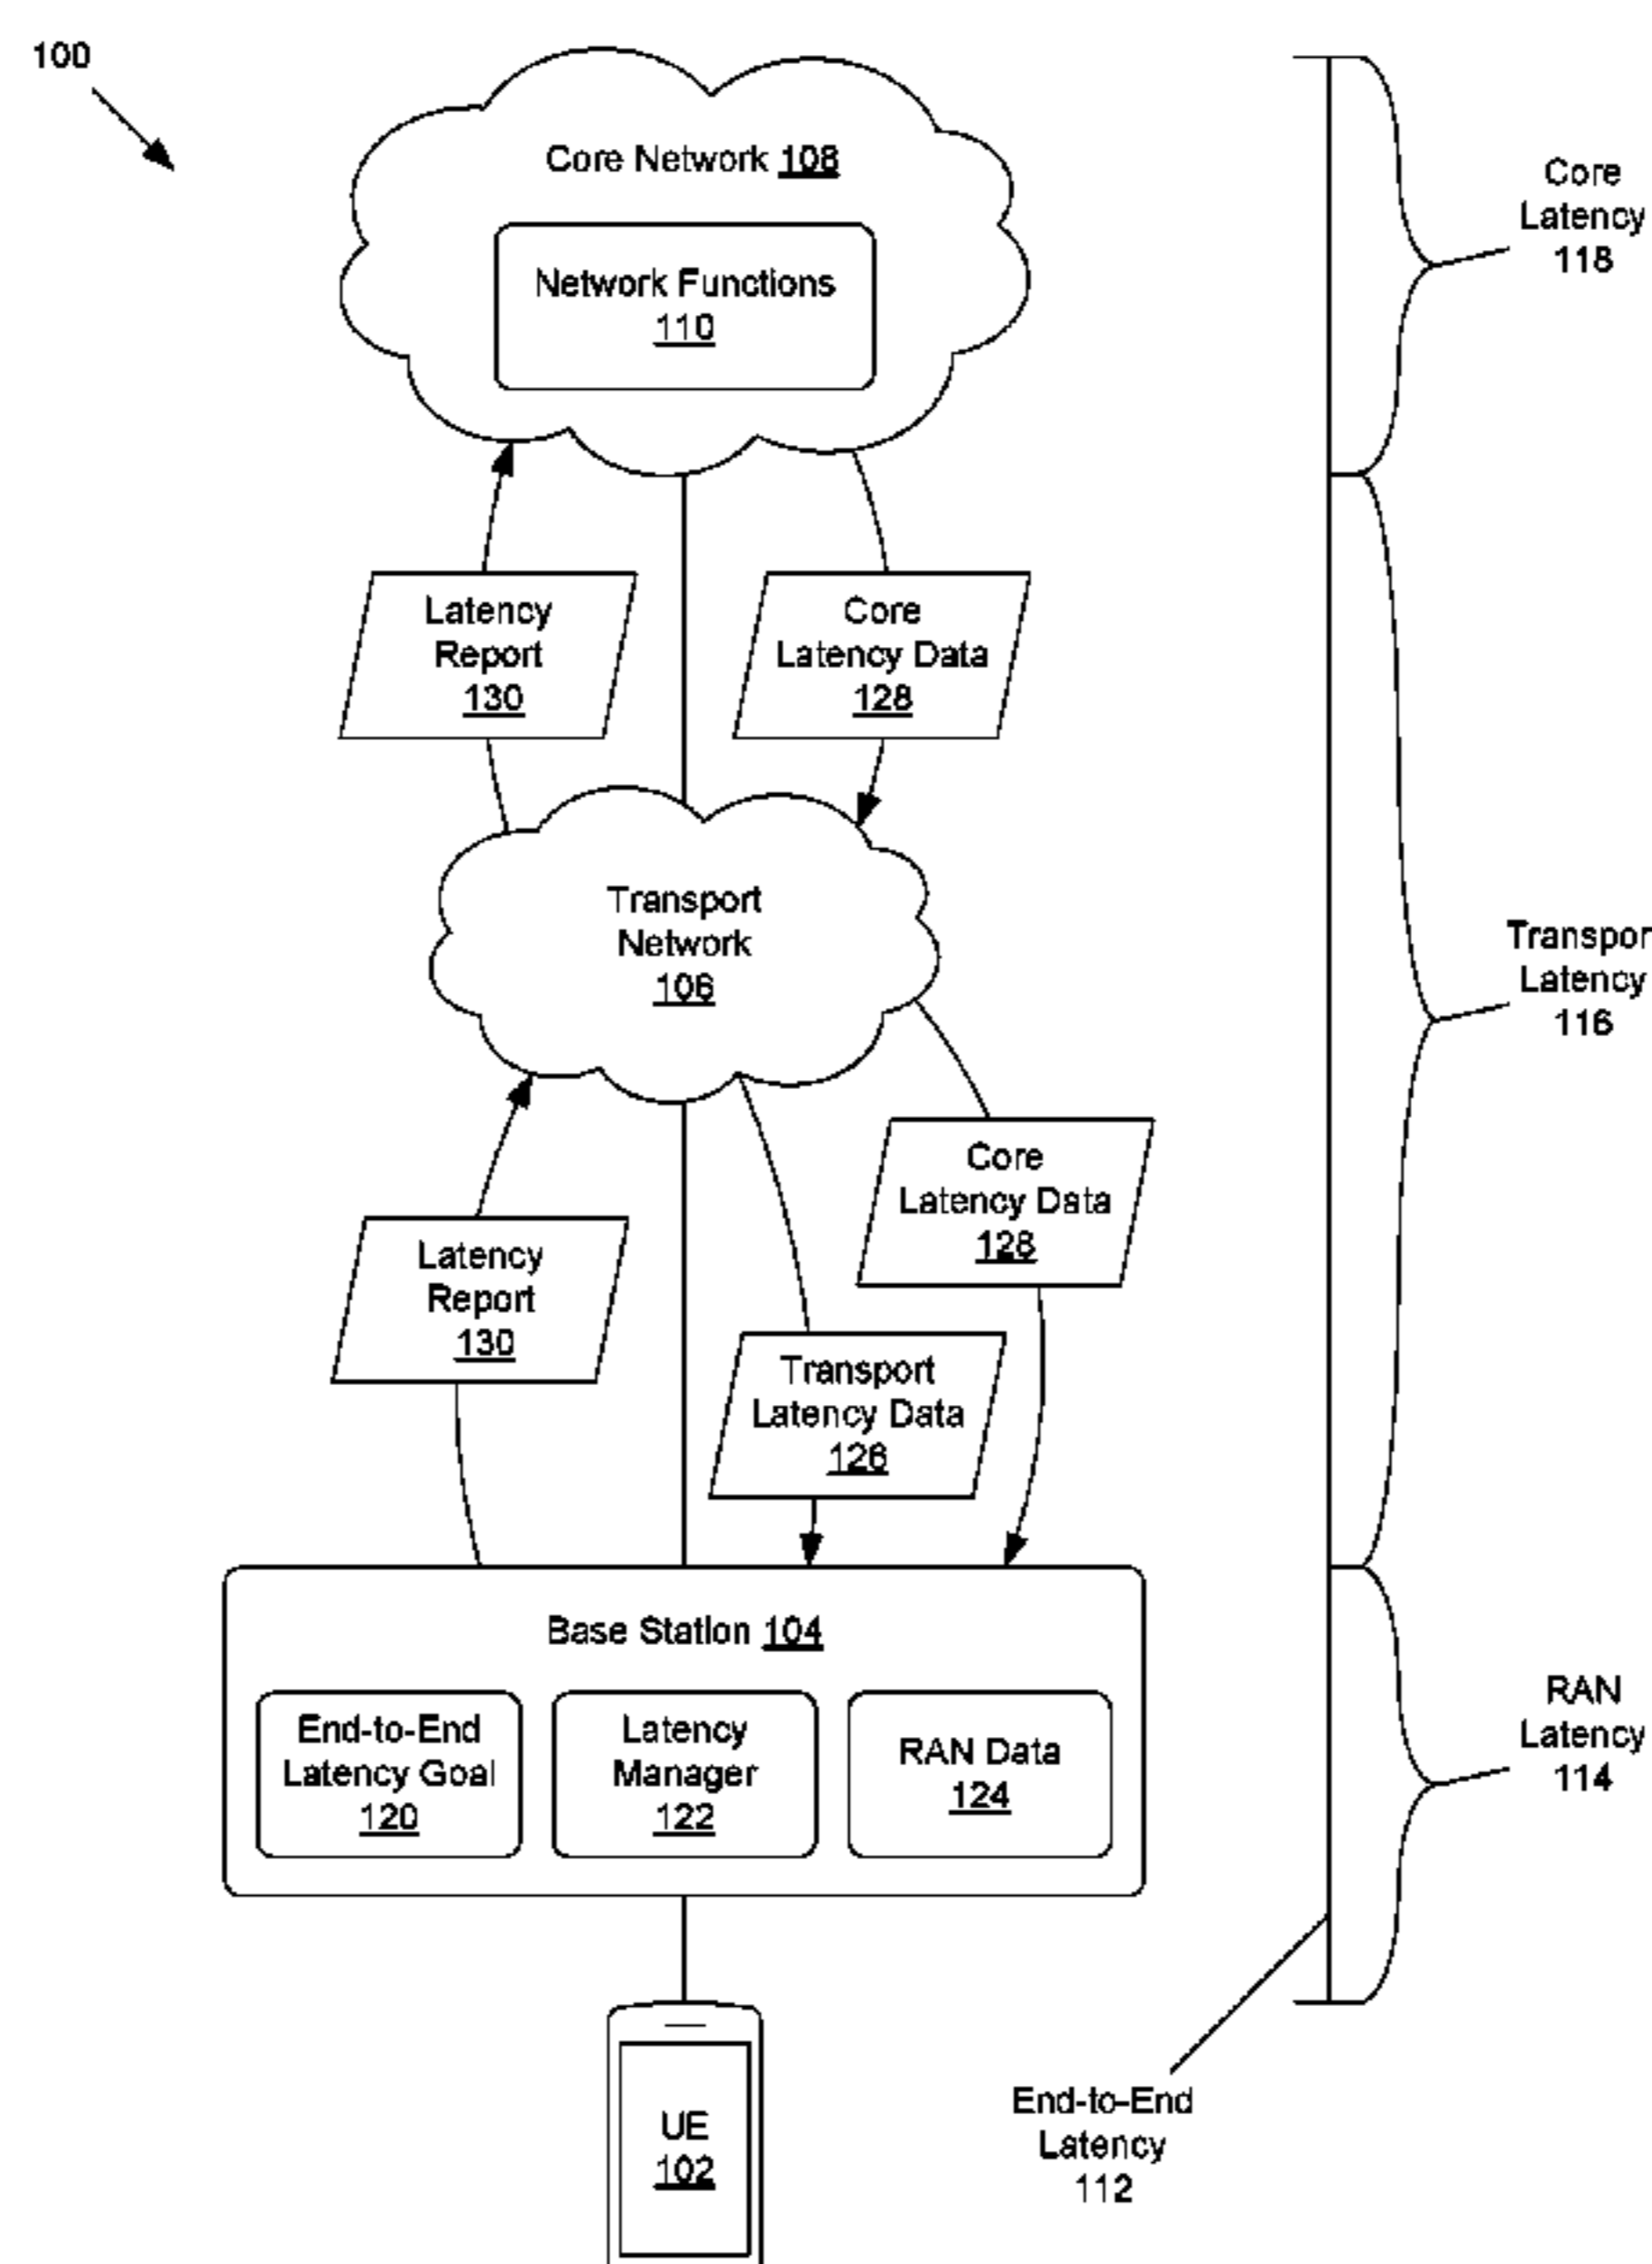 100
Core Network 108
Network Functions
110
Core
Latency
118
Latency
Report
130
Core
Latency Data
128
Transport
Network
106
Transpor
Latency
116
Core
Latency Data
128
Latency
Report
130
Transport
Latency Data
126
Base Station 104
End-to-End
Latency Goal
120
Latency
Manager
122
RAN Data
124
RAN
Latency
114
UE
102
End-to-End
Latency
112